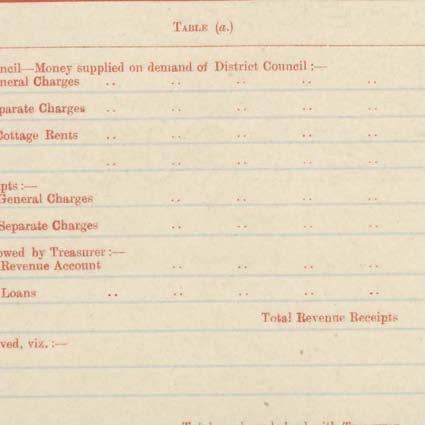 TABLE (a.)
ncil—Money supplied on demand of District Council :—
neral Charges .. .. .. .. ..
parate Charges .. .. .. .. ..
Cottage Rents .. .. .. .. ..
.. .. .. .. ..
pts :—
General Charges .. .. .. ..
Separate Charges .. .. .. ..
owed by Treasurer :—
Revenue Account .. .. .. ..
Loans .. .. .. .. ..
Total Revenue Receipts
ved, viz. :—